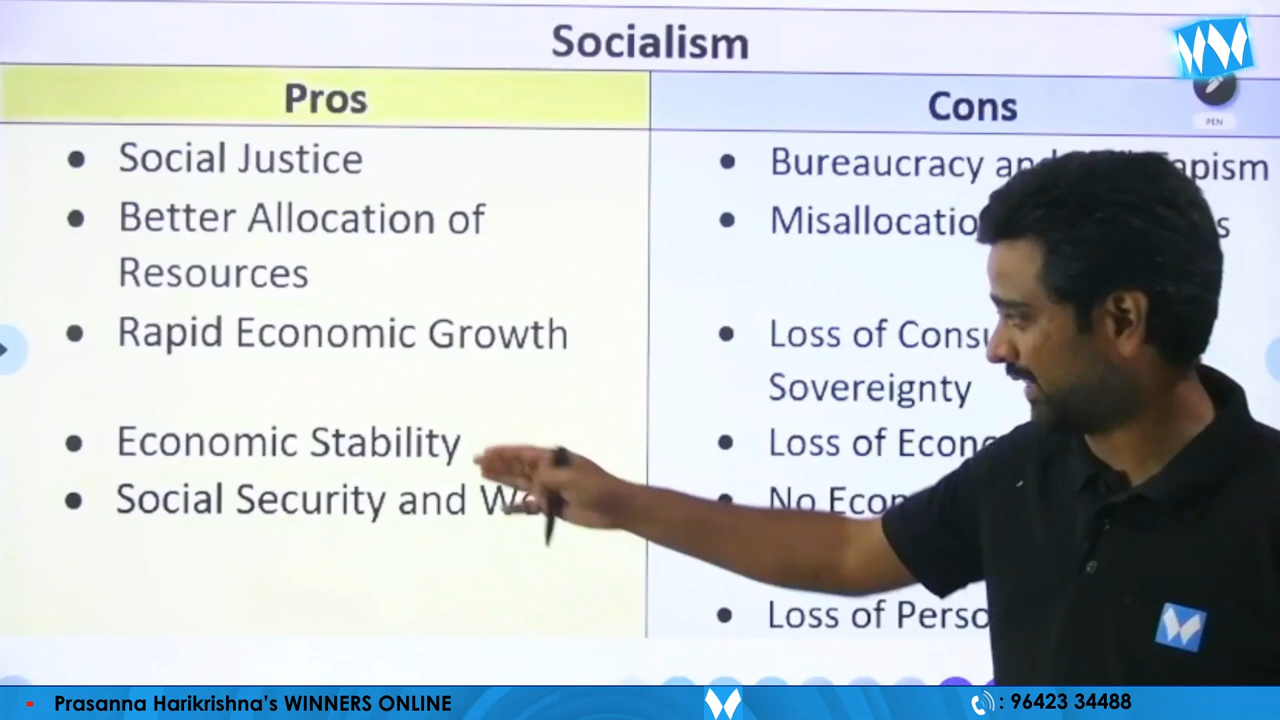 Socialism
Pros
Cons
PEN
• Social Justice
• Better Allocation of
Resources
• Rapid Economic Growth
• Economic Stability
• Social Security and
• Bureaucracy
• 
• Loss of
Sovereignty
• Loss of
• No
• Loss of
• Prasanna Harikrishna's WINNERS ONLINE
: 96423 34488